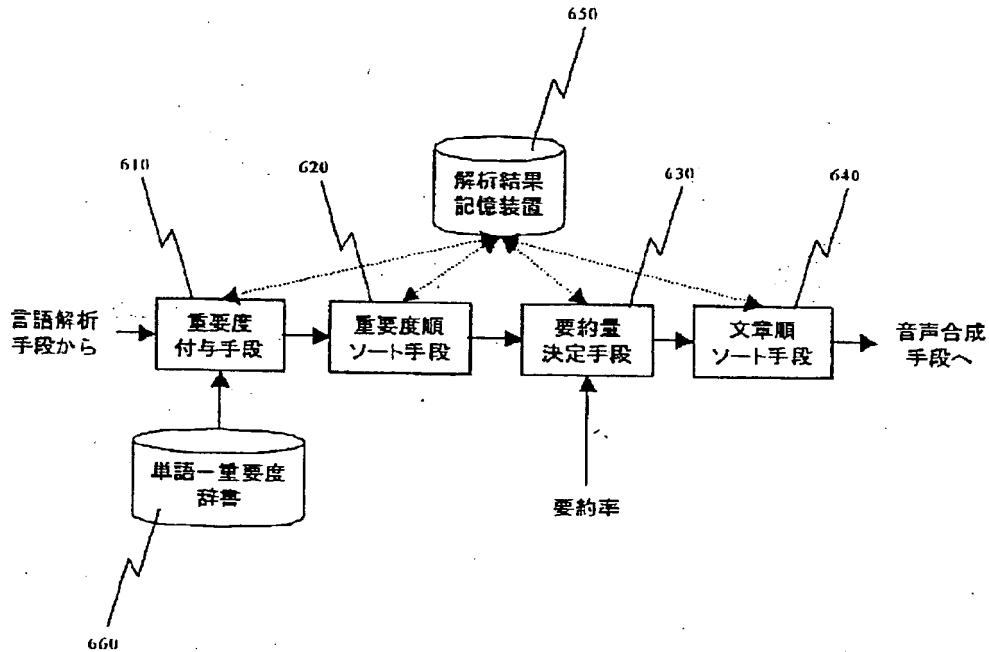 650
610
620
解析結果
記憶装置
630
640
言語解析
手段から
重要度
付与手段
重要度順
ソート手段
要約量
決定手段
文章順
ソート手段
音声合成
手段へ
単語ー重要度
辞書
要約率
660